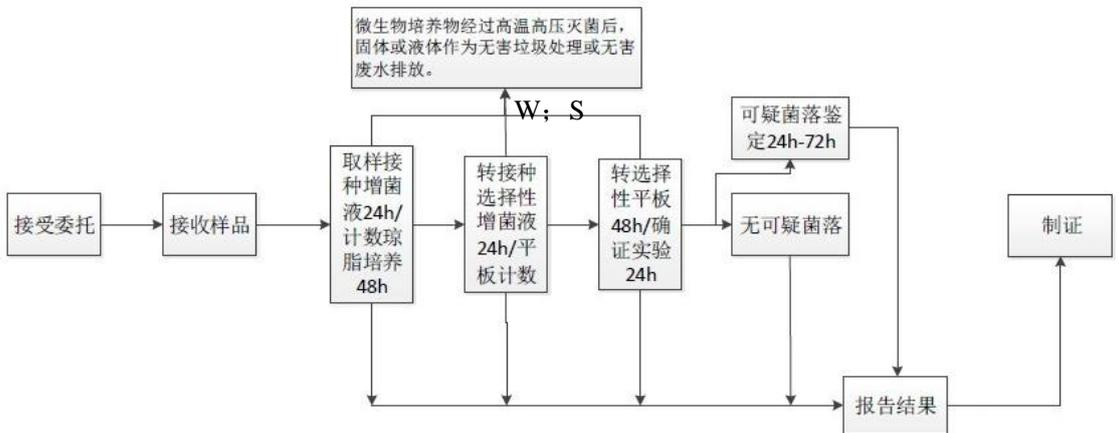 微生物培养物经过高温高压灭菌后，
固体或液体作为无害垃圾处理或无害
废水排放。
W；S
接受委托
接收样品
取样接
种增菌
液24h/
计数琼
脂培养
48h
转接种
选择性
增菌液
24h/平
板计数
转选择
性平板
48h/确
证实验
24h
可疑菌落鉴
定24h-72h
无可疑菌落
报告结果
制证